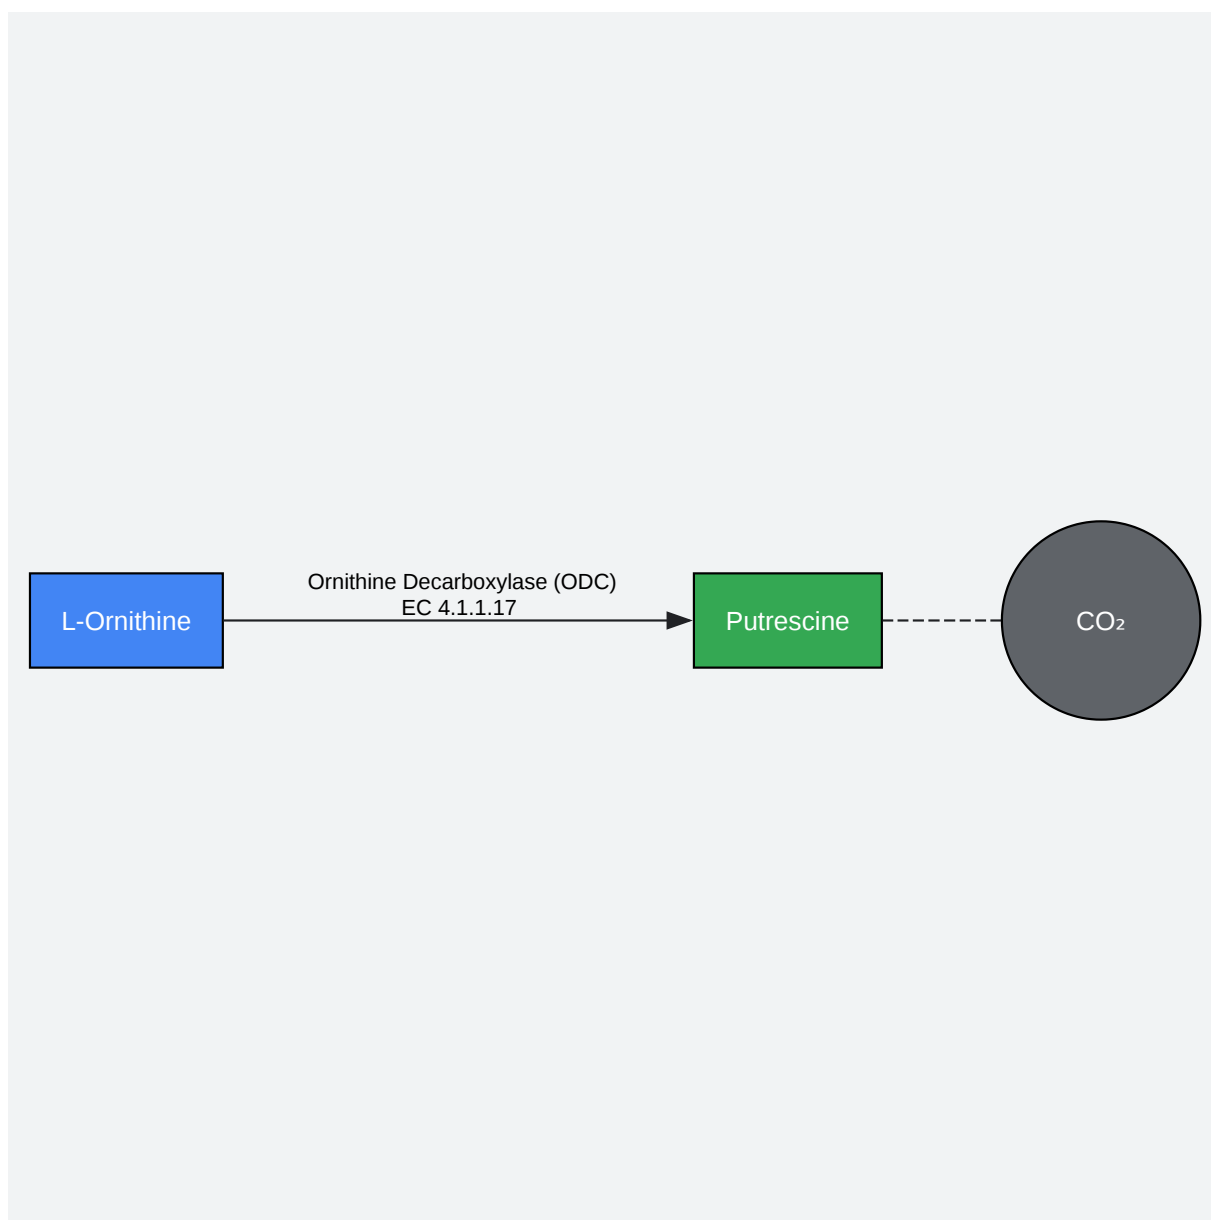 Ornithine Decarboxylase (ODC)
EC 4.1.1.17
L-Ornithine
Putrescine
CO₂